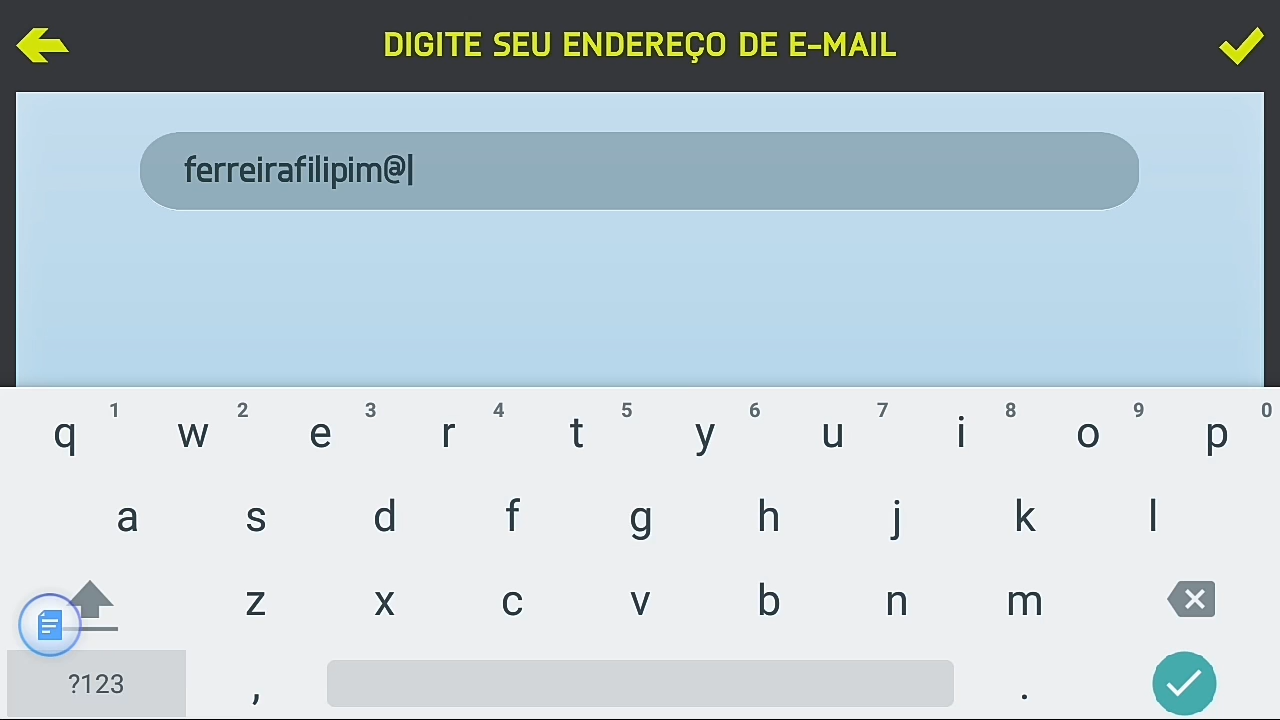 DIGITE SEU ENDEREÇO DE E-MAIL
ferreirafilipim@
1 2 3 4 5 6 7 8 9 0
q w e r t y u i o p
a s d f g h j k l
z x c v b n m
?123 , .